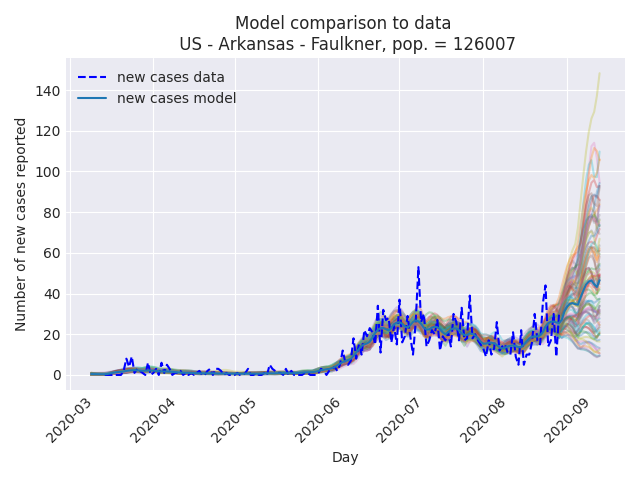 Model comparison to data
US - Arkansas - Faulkner, pop. = 126007
new cases data
new cases model
Number of new cases reported
140
120
100
80
60
40
20
0
2020-03
2020-04
2020-05
2020-06
2020-07
2020-08
2020-09
Day